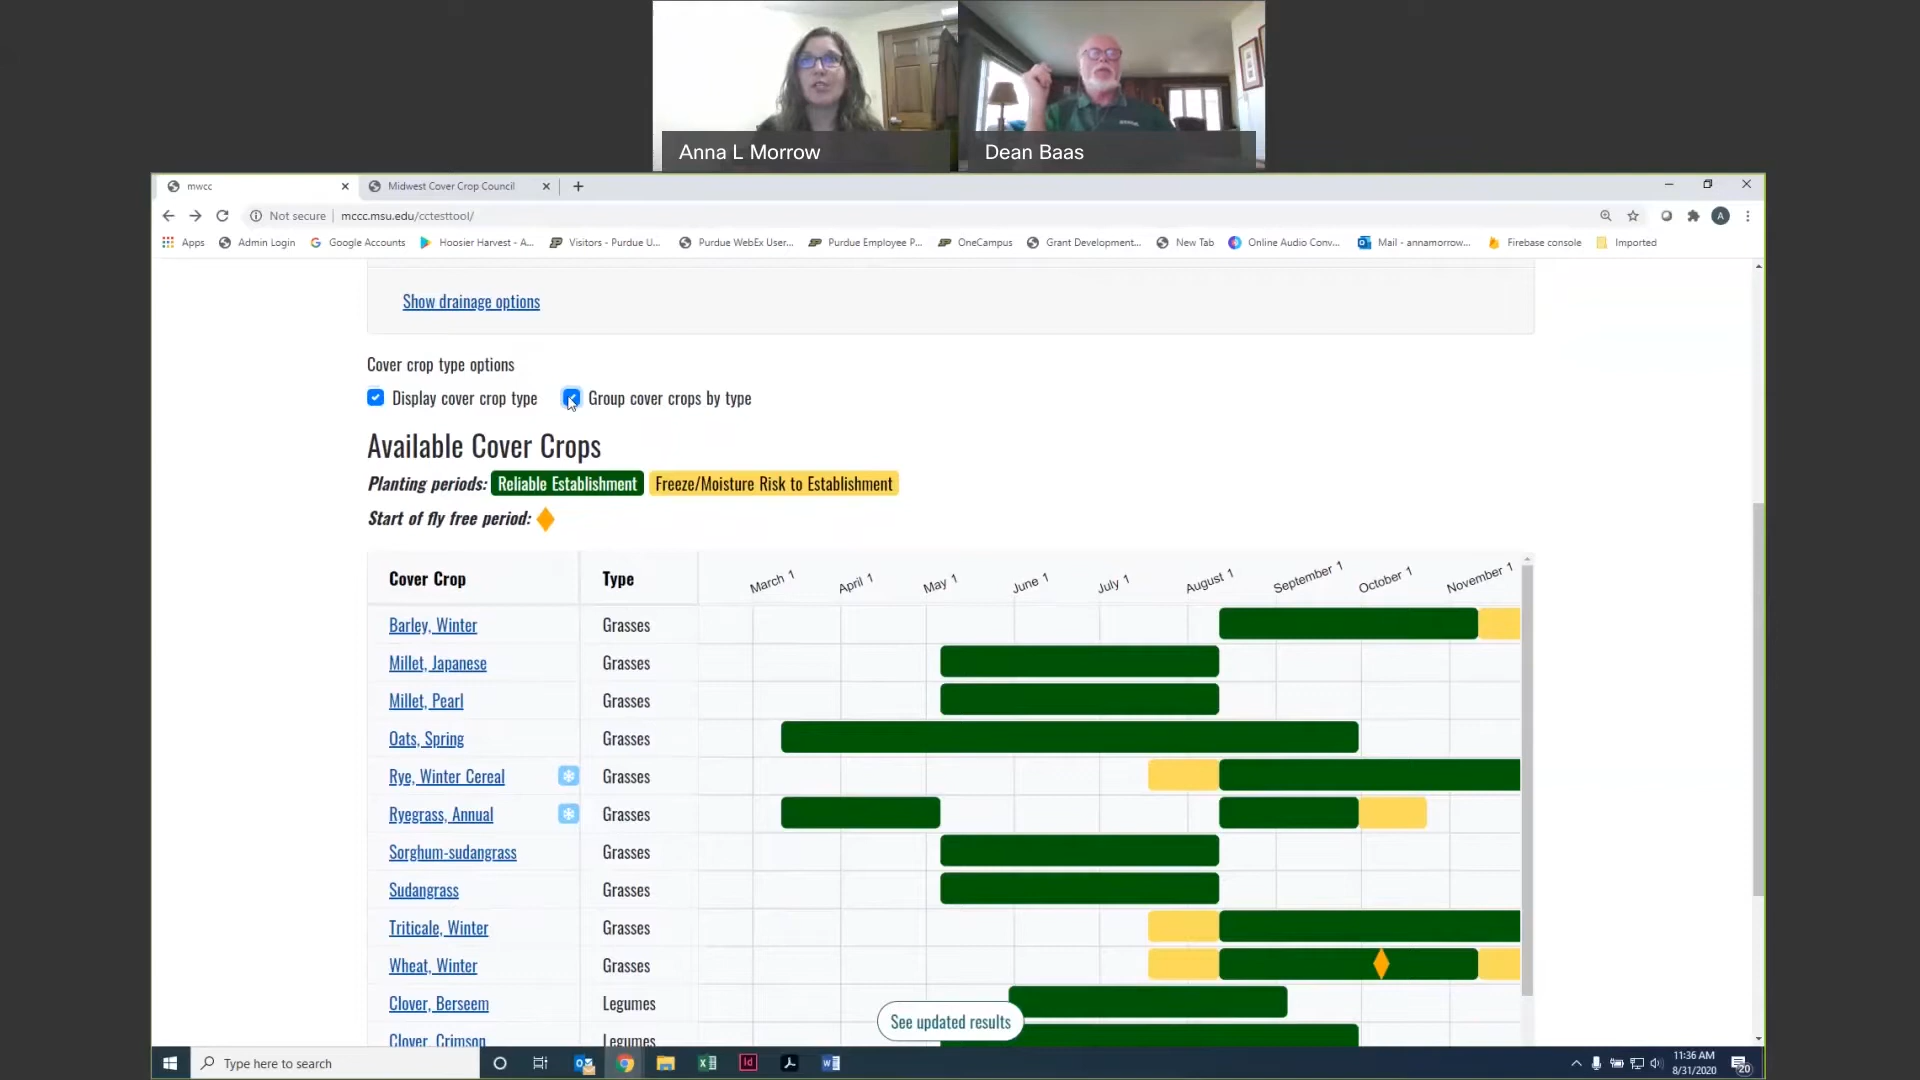 Anna L Morrow
Dean Baas
mwcc
Midwest Cover Crop Council
Not secure | mccc.msu.edu/cctesttool/
A
Apps
Admin Login
Google Accounts
Hoosier Harvest - A...
Visitors - Purdue U...
Purdue WebEx User...
Purdue Employee P...
OneCampus
Grant Development...
New Tab
Online Audio Conv...
Mail - annamorrow...
Firebase console
Imported
Show drainage options
Cover crop type options
Display cover crop type
Group cover crops by type
Available Cover Crops
Planting periods: Reliable Establishment Freeze/Moisture Risk to Establishment
Start of fly free period:
Cover Crop Type March 1 April 1 May 1 June 1 July 1 August 1 September 1 October 1 November 1
Barley, Winter Grasses
Millet, Japanese Grasses
Millet, Pearl Grasses
Oats, Spring Grasses
Rye, Winter Cereal Grasses
Ryegrass, Annual Grasses
Sorghum-sudangrass Grasses
Sudangrass Grasses
Triticale, Winter Grasses
Wheat, Winter Grasses
Clover, Berseem Legumes
See updated results
Clover, Crimson Legumes
Type here to search
11:36 AM
8/31/2020
20